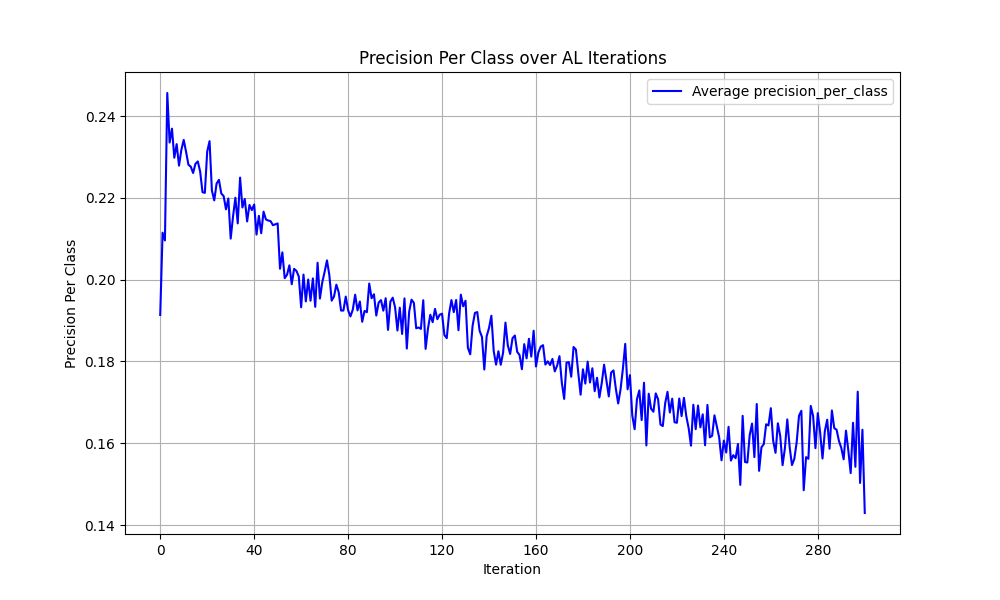 Precision Per Class over AL Iterations
Average precision_per_class
Precision Per Class
0.24
0.22
0.20
0.18
0.16
0.14
0 40 80 120 160 200 240 280
Iteration